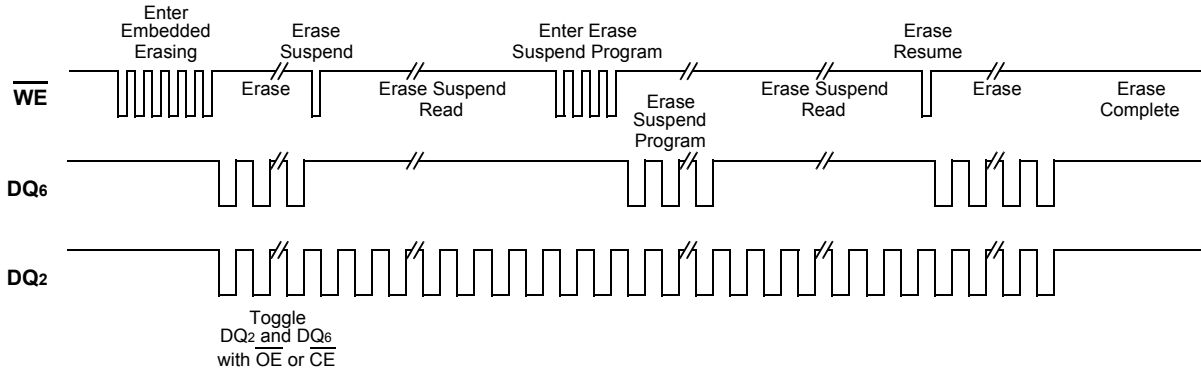 Enter
Embedded
Erasing
Erase
Suspend
Enter Erase
Suspend Program
Erase
Resume
WE
Erase
Erase Suspend
Read
Erase
Suspend
Program
Erase Suspend
Read
Erase
Erase
Complete
DQ6
DQ2
Toggle
DQ2 and DQ6
with OE or CE